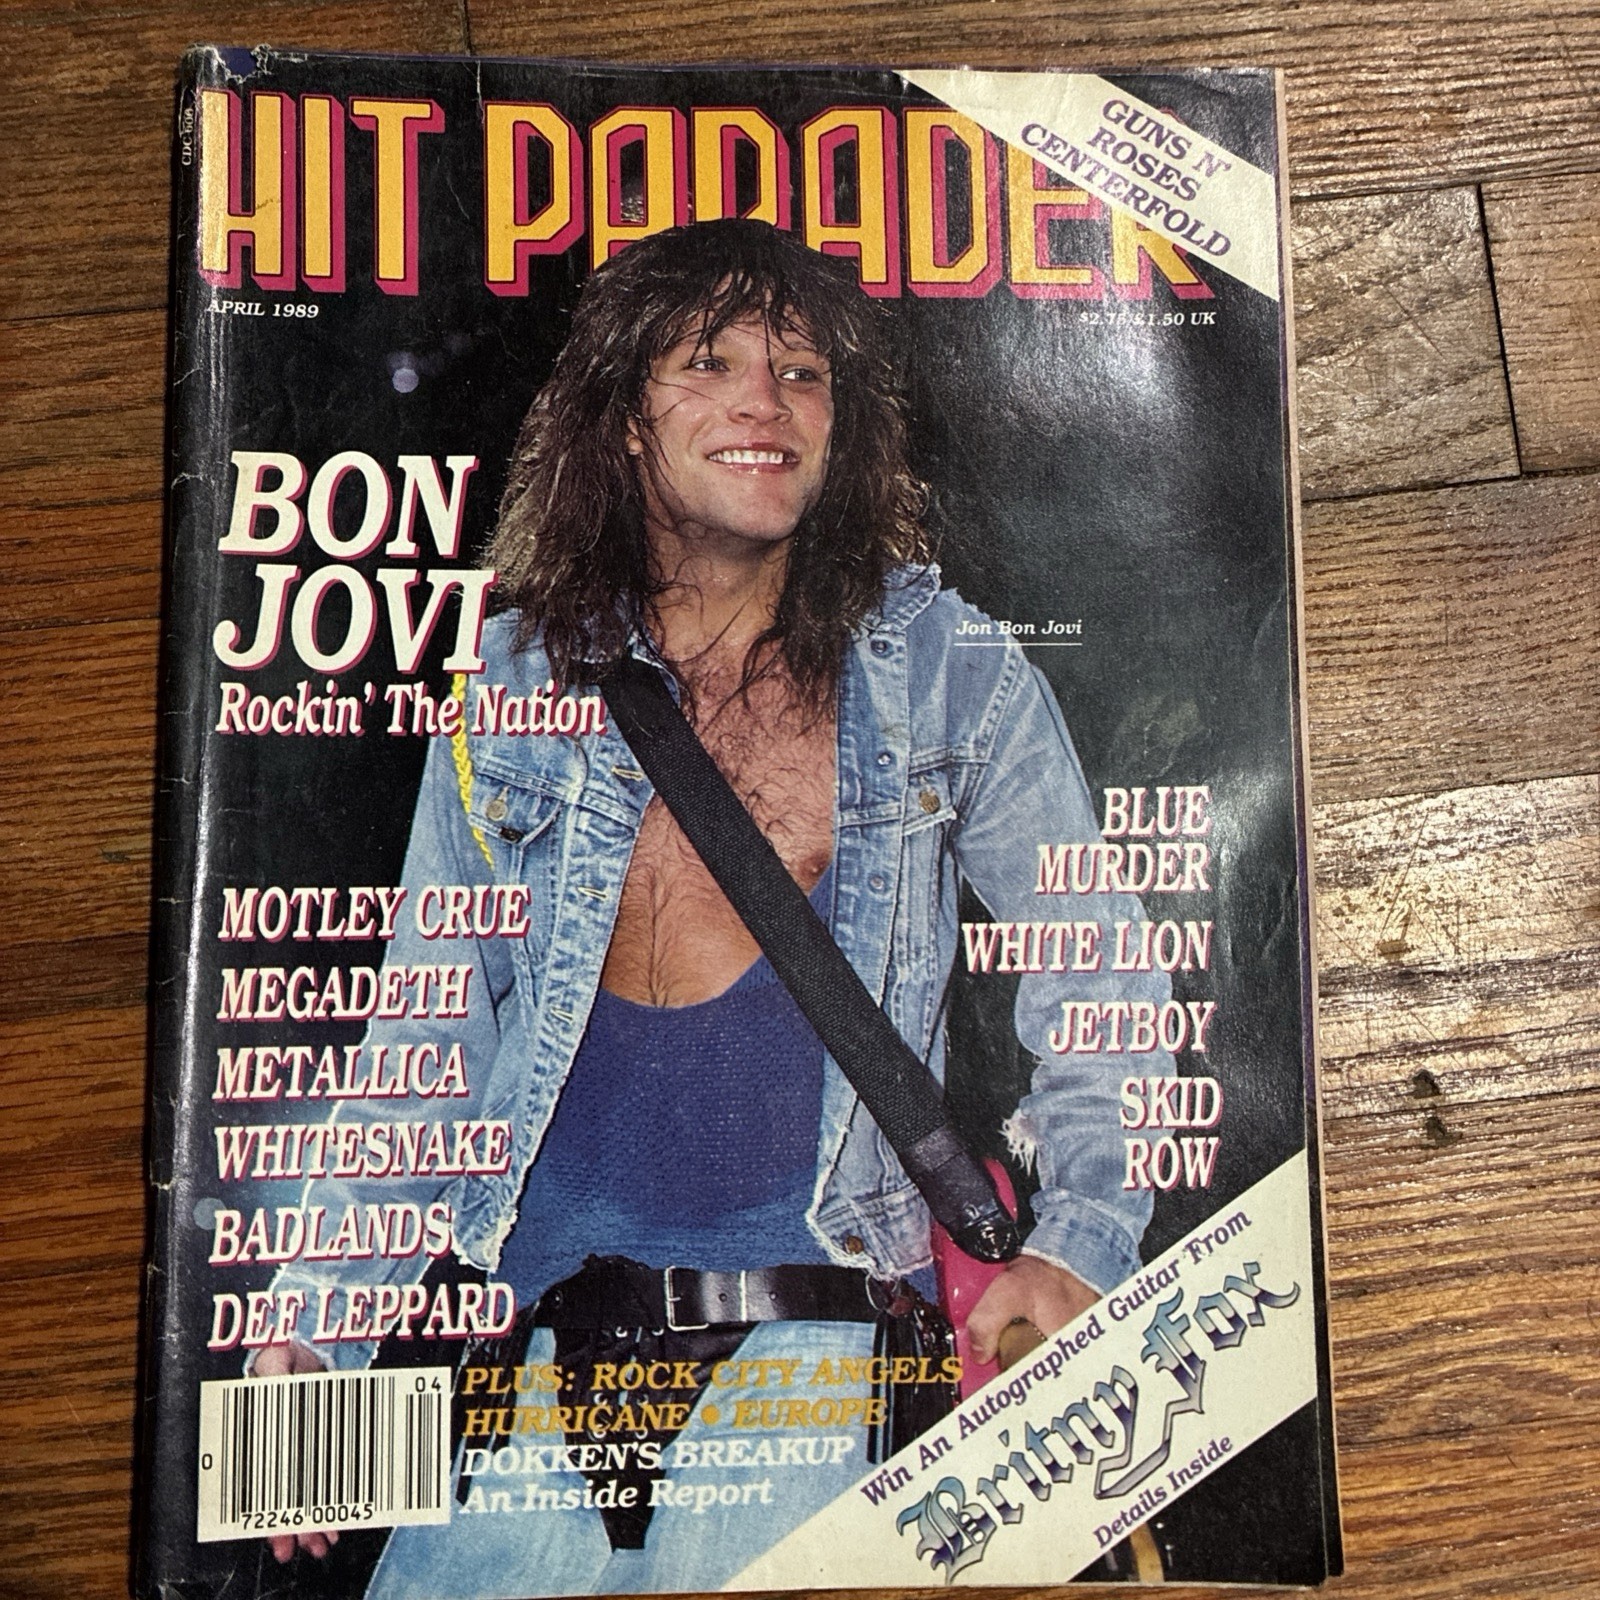 CDC 600
HIT PARADER
GUNS N'
ROSES
CENTERFOLD
APRIL 1989
$2.75/£1.50 UK
BON
JOVI
Rockin' The Nation
Jon Bon Jovi
MOTLEY CRUE
MEGADETH
METALLICA
WHITESNAKE
BADLANDS
DEF LEPPARD
BLUE
MURDER
WHITE LION
JETBOY
SKID
ROW
PLUS: ROCK CITY ANGELS
HURRICANE • EUROPE
DOKKEN'S BREAKUP
An Inside Report
Win An Autographed Guitar From
Britny Fox
Details Inside
04
0
72246 00045